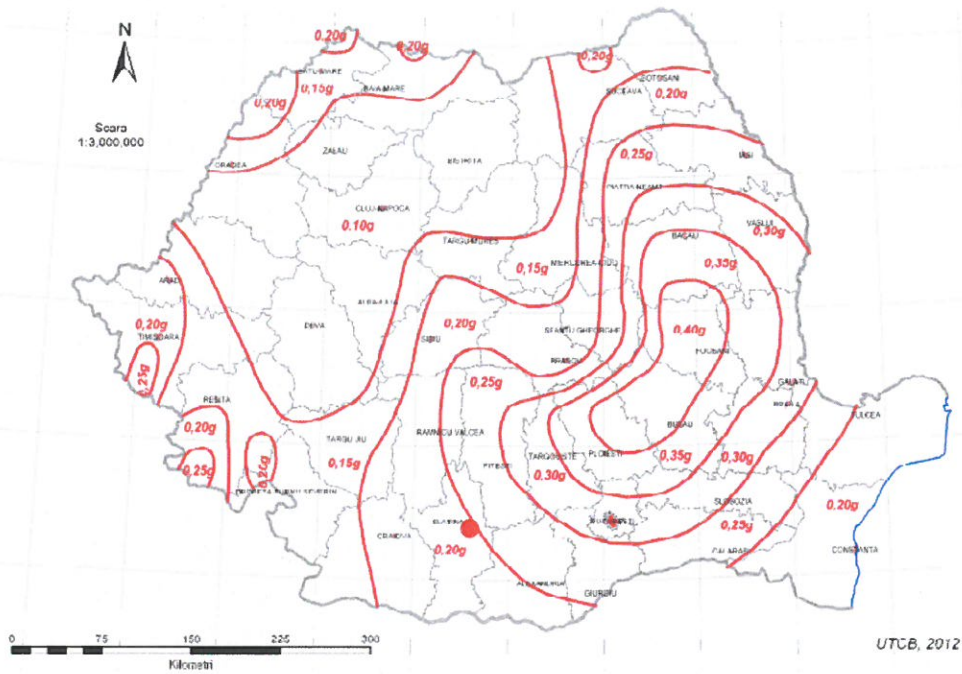 N
Scara
1:3,000,000
0,20g
0,20g
0,20g
SATU-MARE
0,15g
BAIA MARE
0,20g
SUCEAVA
BOTOSANI
0,20g
ORADEA
ZALAU
BISTRITA
0,25g
IASI
PIATRA NEAMT
CLUJ-NAPOCA
0,10g
VASLUI
0,30g
BACAU
TARGU-MURES
0,15g
MIERCUREA-CIUC
0,35g
ARAD
ALBA-IULIA
0,20g
TIMISOARA
DEVA
0,20g
SIBIU
SFANTU GHEORGHE
0,40g
FOCSANI
BRASOV
0,25g
0,25g
GALATI
RESITA
BRAILA
TULCEA
0,20g
TARGU JIU
RAMNICU VALCEA
BUZAU
0,25g
0,20g
0,15g
PITESTI
TARGOVISTE
PLOIESTI
0,35g
0,30g
0,30g
DROBETA-TURNU SEVERIN
SLOBOZIA
0,20g
SLATINA
BUCURESTI
0,25g
CRAIOVA
0,20g
CALARASI
CONSTANTA
ALEXANDRIA
GIURGIU
0 75 150 225 300
Kilometri
UTCB, 2012